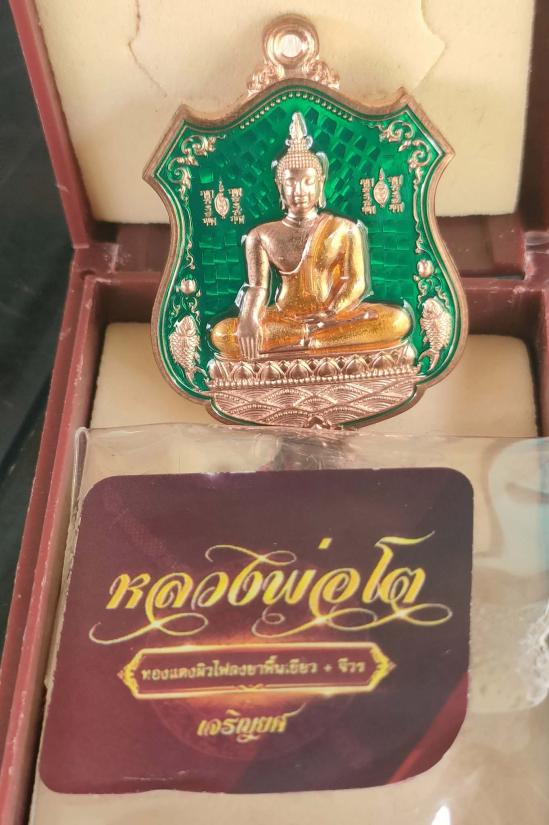 หลวงพ่อโต
ทองแดงผิวไฟลงยาพื้นเขียว + จีวร
เจริญยศ